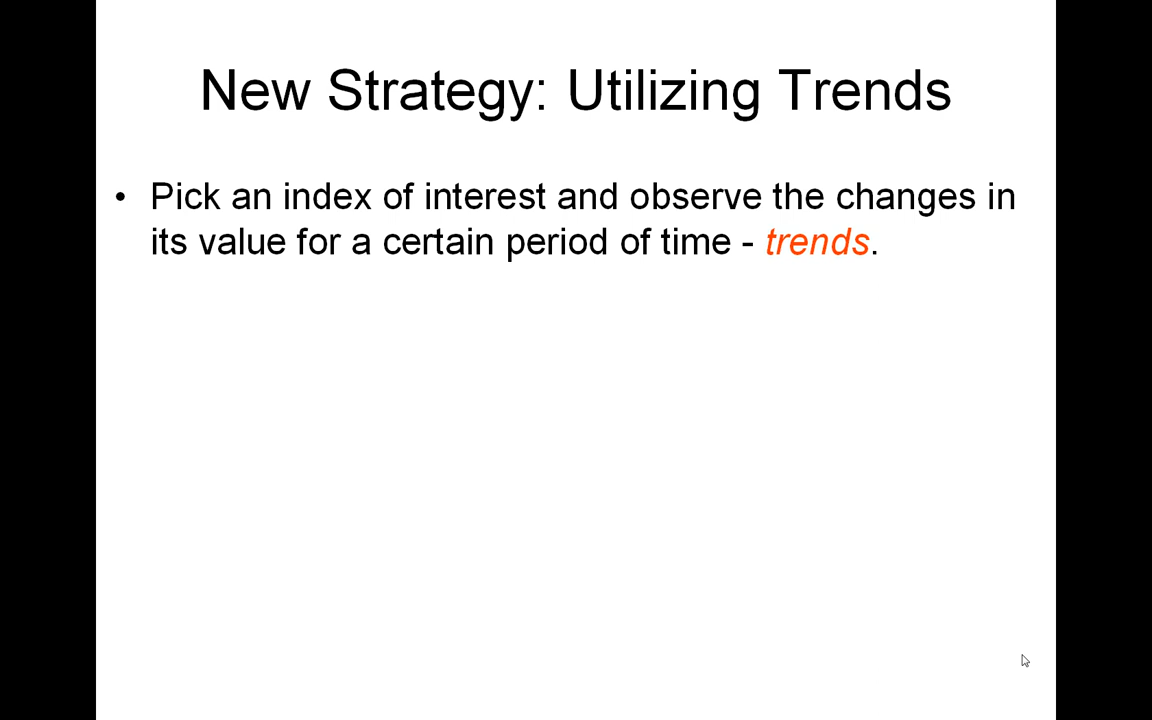 New Strategy: Utilizing Trends
• Pick an index of interest and observe the changes in
its value for a certain period of time - trends.